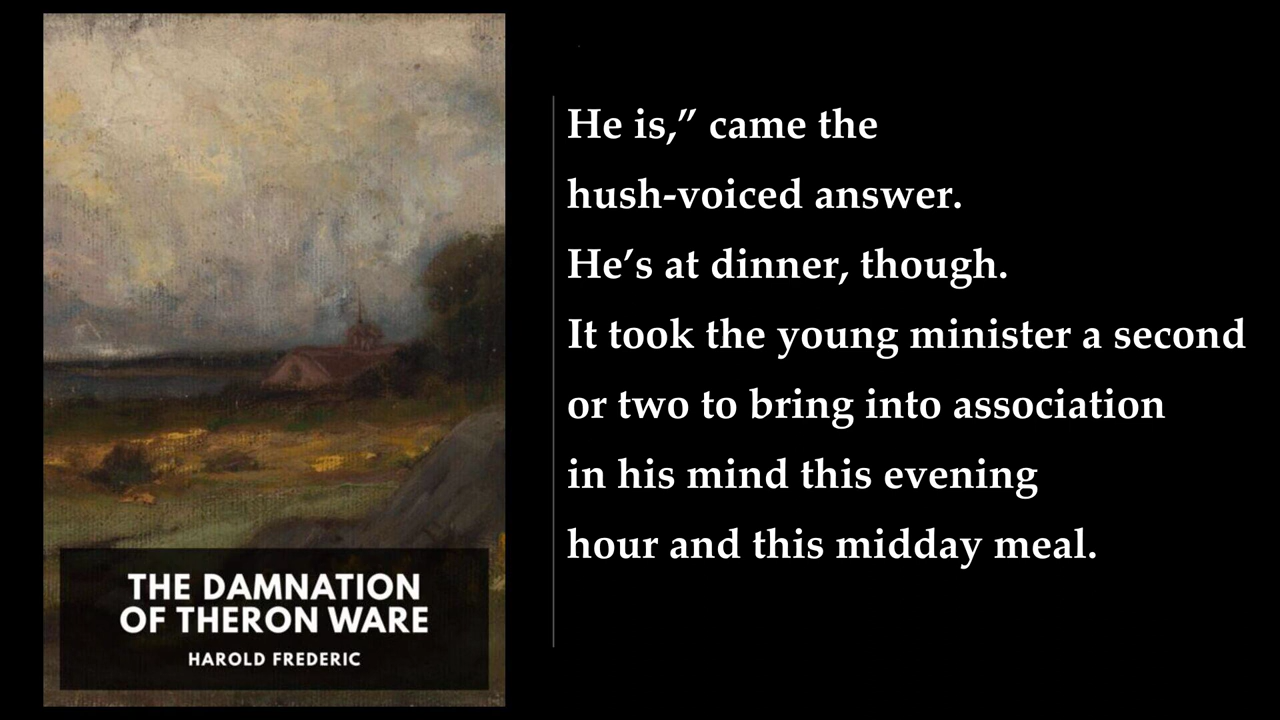 THE DAMNATION
OF THERON WARE
HAROLD FREDERIC
He is,” came the
hush-voiced answer.
He’s at dinner, though.
It took the young minister a second
or two to bring into association
in his mind this evening
hour and this midday meal.